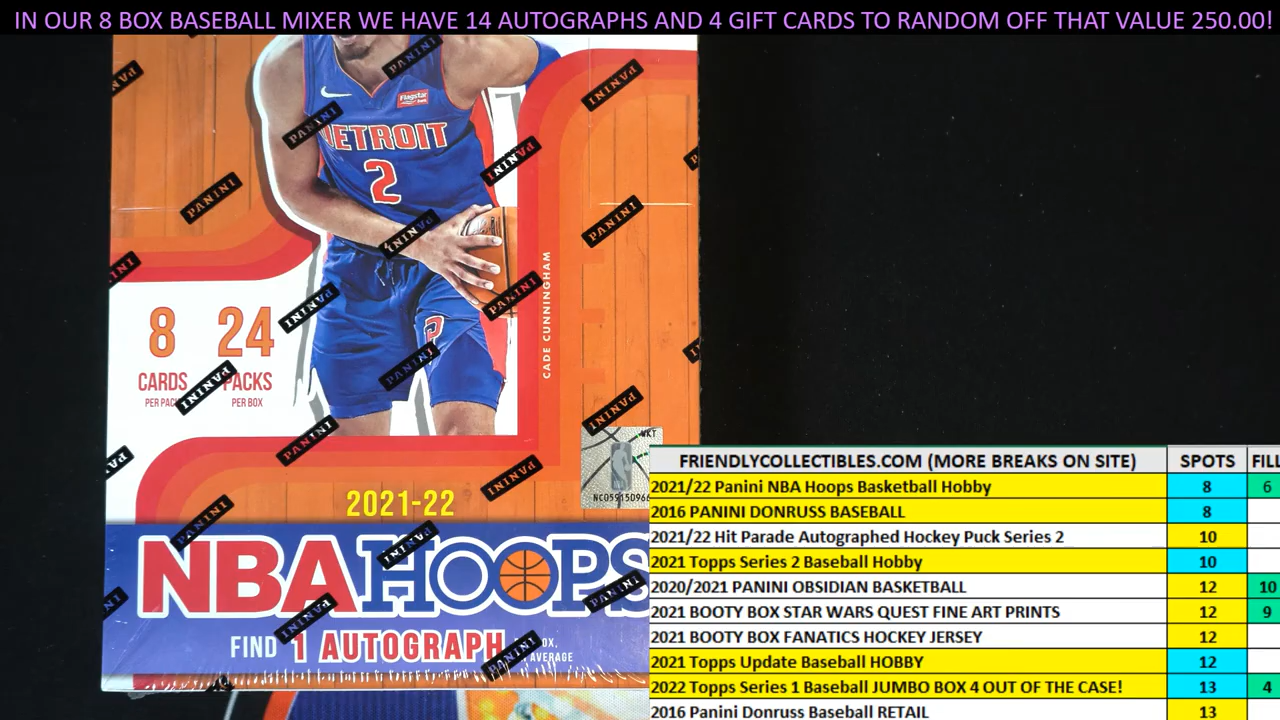 IN OUR 8 BOX BASEBALL MIXER WE HAVE 14 AUTOGRAPHS AND 4 GIFT CARDS TO RANDOM OFF THAT VALUE 250.00!
PANINI
Flagstar
DETROIT
2
CADE CUNNINGHAM
8 24
CARDS PACKS
PER PACK PER BOX
2021-22
NBA HOOPS
FIND 1 AUTOGRAPH
AVERAGE
FRIENDLYCOLLECTIBLES.COM (MORE BREAKS ON SITE) SPOTS FILL
2021/22 Panini NBA Hoops Basketball Hobby 8 6
2016 PANINI DONRUSS BASEBALL 8
2021/22 Hit Parade Autographed Hockey Puck Series 2 10
2021 Topps Series 2 Baseball Hobby 10
2020/2021 PANINI OBSIDIAN BASKETBALL 12 10
2021 BOOTY BOX STAR WARS QUEST FINE ART PRINTS 12 9
2021 BOOTY BOX FANATICS HOCKEY JERSEY 12
2021 Topps Update Baseball HOBBY 12
2022 Topps Series 1 Baseball JUMBO BOX 4 OUT OF THE CASE! 13 4
2016 Panini Donruss Baseball RETAIL 13